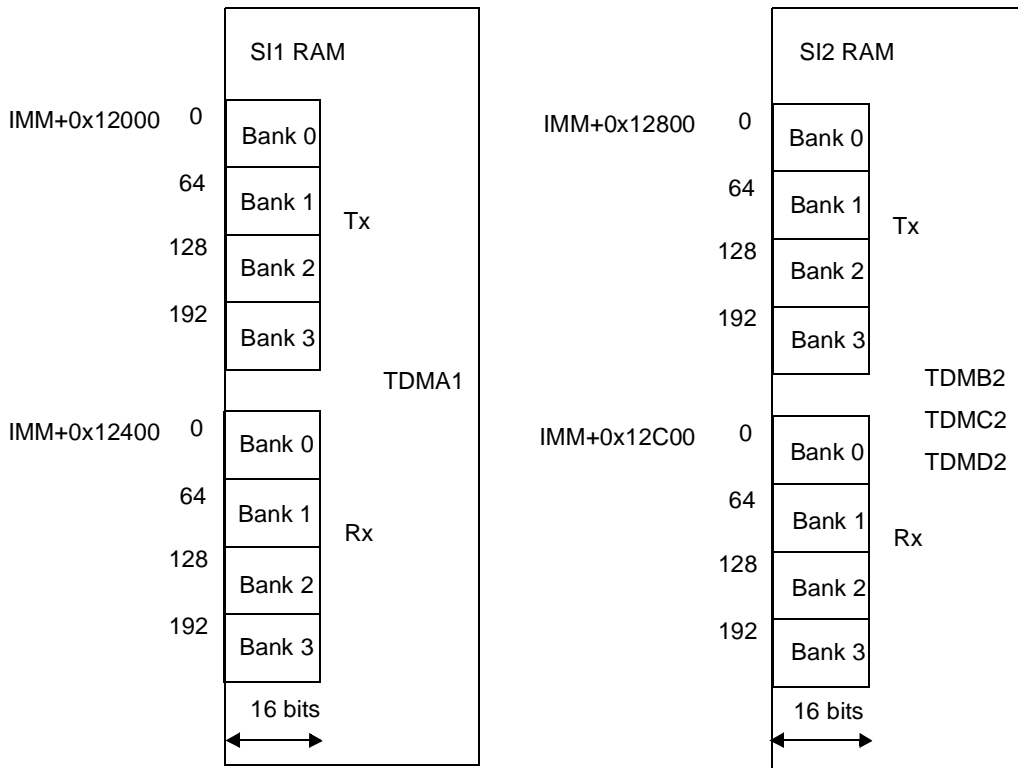 SI1 RAM
IMM+0x12000 0
Bank 0
64
Bank 1
Tx
128
Bank 2
192
Bank 3
TDMA1
IMM+0x12400 0
Bank 0
64
Bank 1
Rx
128
Bank 2
192
Bank 3
16 bits
SI2 RAM
IMM+0x12800 0
Bank 0
64
Bank 1
Tx
128
Bank 2
192
Bank 3
TDMB2
TDMC2
TDMD2
IMM+0x12C00 0
Bank 0
64
Bank 1
Rx
128
Bank 2
192
Bank 3
16 bits